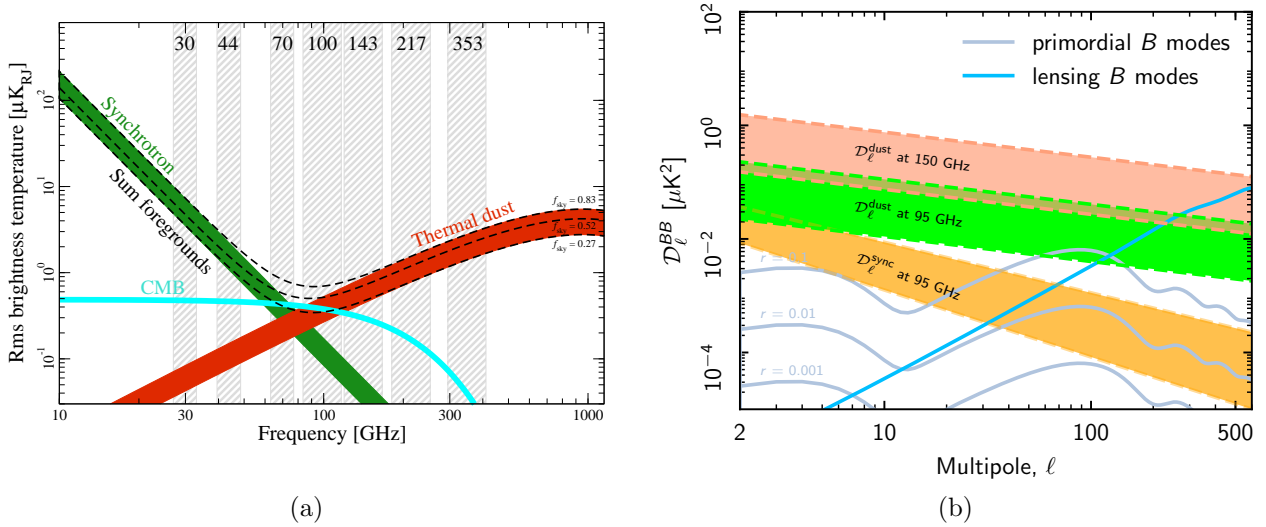 30 44 70 100 143 217 353
Rms brightness temperature [μK_RJ]
10^2
10^1
10^0
10^-1
Synchrotron
Sum foregrounds
CMB
Thermal dust
f_sky = 0.83
f_sky = 0.52
f_sky = 0.27
10 30 100 300 1000
Frequency [GHz]
(a)
primordial B modes
lensing B modes
𝒟_ℓ^BB [μK^2]
10^2
10^0
10^-2
10^-4
𝒟_ℓ^dust at 150 GHz
𝒟_ℓ^dust at 95 GHz
𝒟_ℓ^sync at 95 GHz
r = 0.1
r = 0.01
r = 0.001
2 10 100 500
Multipole, ℓ
(b)